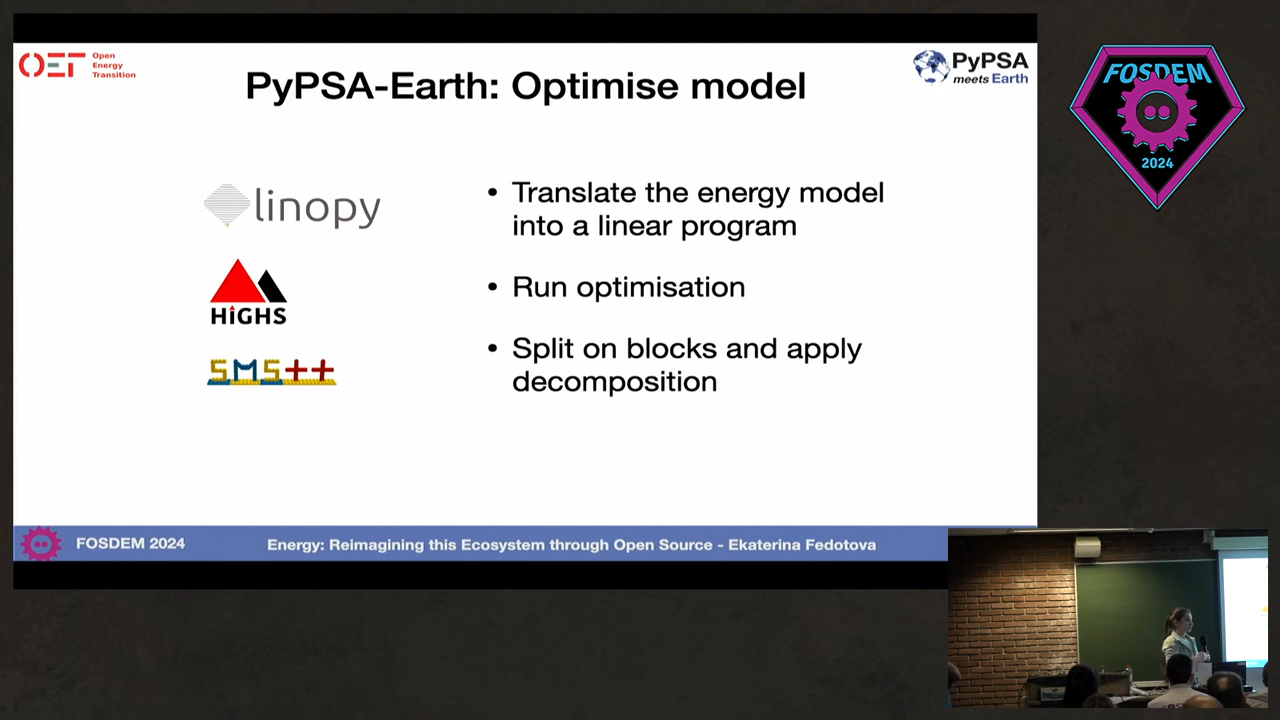 OET Open
Energy
Transition
PyPSA
meets Earth
PyPSA-Earth: Optimise model
linopy
• Translate the energy model
into a linear program
HiGHS
• Run optimisation
SMS++
• Split on blocks and apply
decomposition
FOSDEM 2024
Energy: Reimagining this Ecosystem through Open Source - Ekaterina Fedotova
FOSDEM
2024